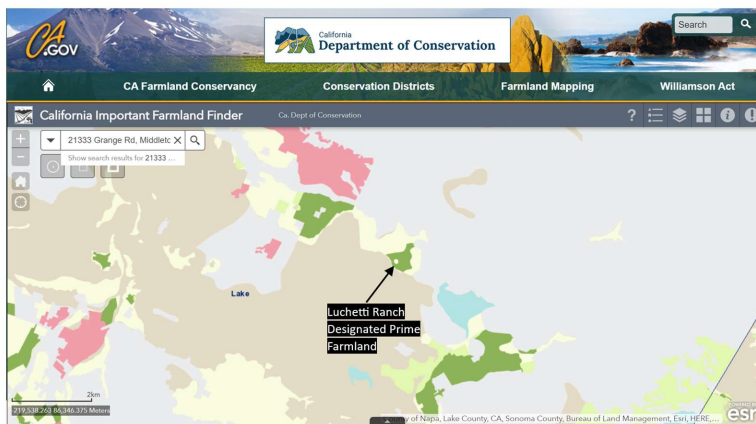 CA
.GOV
California
Department of Conservation
Search
CA Farmland Conservancy
Conservation Districts
Farmland Mapping
Williamson Act
California Important Farmland Finder
Ca. Dept of Conservation
?
21333 Grange Rd, Middletc
Show search results for 21333 ...
Lake
Luchetti Ranch
Designated Prime
Farmland
2km
219,538.263 86,346.375 Meters
of Napa, Lake County, CA, Sonoma County, Bureau of Land Management, Esri, HERE,...
esri